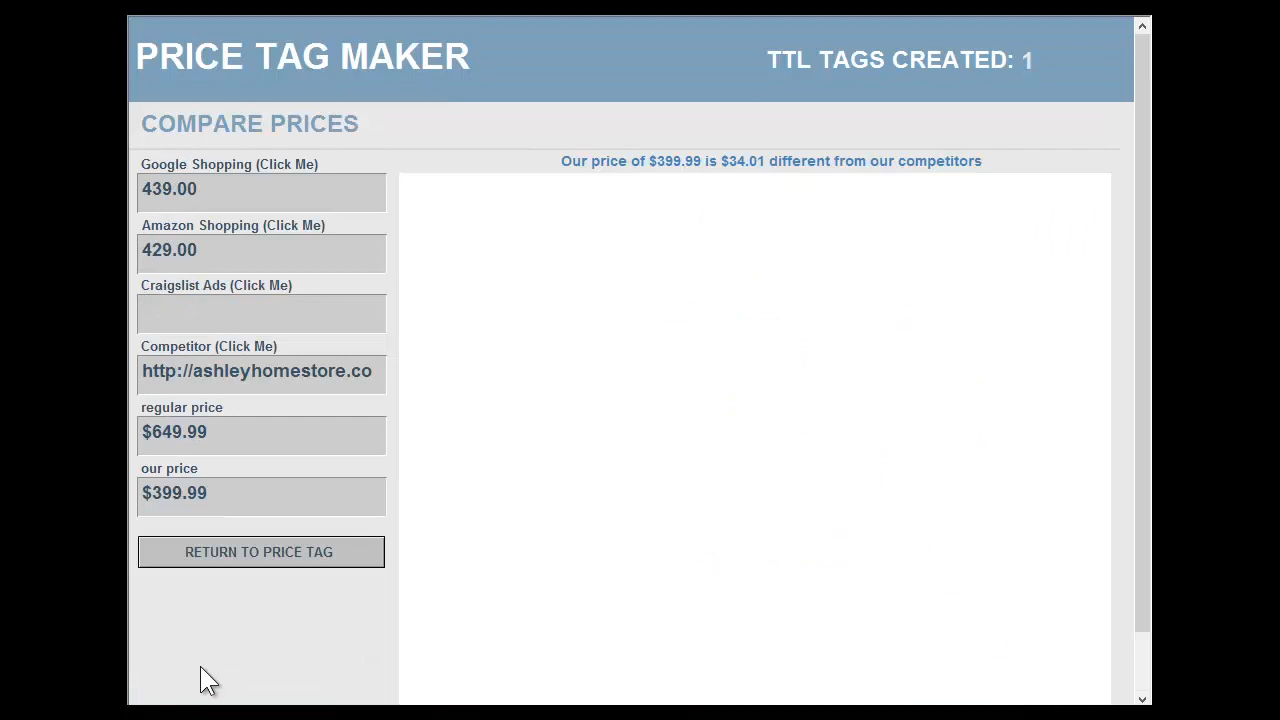 PRICE TAG MAKER
TTL TAGS CREATED: 1
COMPARE PRICES
Google Shopping (Click Me)
439.00
Amazon Shopping (Click Me)
429.00
Craigslist Ads (Click Me)
Competitor (Click Me)
http://ashleyhomestore.co
regular price
$649.99
our price
$399.99
RETURN TO PRICE TAG
Our price of $399.99 is $34.01 different from our competitors